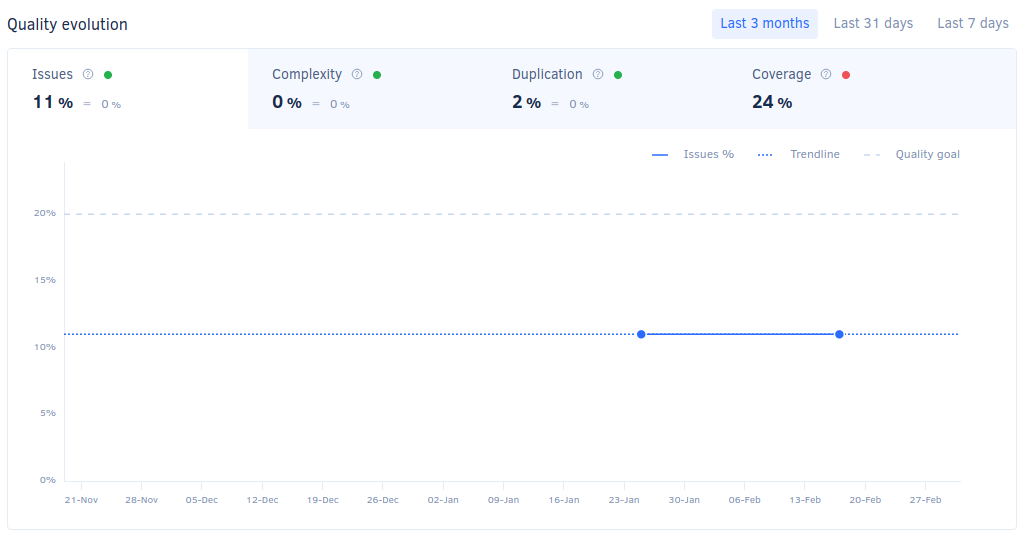 Quality evolution
Last 3 months Last 31 days Last 7 days
Issues Complexity Duplication Coverage
11 % = 0 % 0 % = 0 % 2 % = 0 % 24 %
Issues % Trendline Quality goal
20%
15%
10%
5%
0%
21-Nov 28-Nov 05-Dec 12-Dec 19-Dec 26-Dec 02-Jan 09-Jan 16-Jan 23-Jan 30-Jan 06-Feb 13-Feb 20-Feb 27-Feb